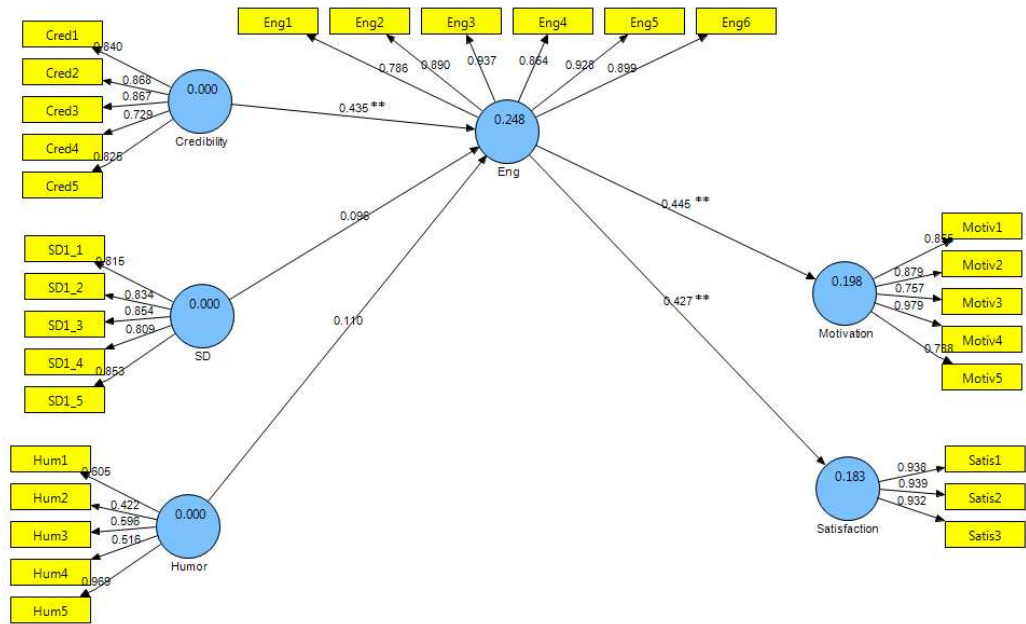 Cred1
Cred2
Cred3
Cred4
Cred5
0.840
0.868
0.867
0.729
0.825
0.000
Credibility
Eng1
Eng2
Eng3
Eng4
Eng5
Eng6
0.786
0.890
0.937
0.864
0.928
0.899
0.248
Eng
0.435 **
0.096
0.110
SD1_1
SD1_2
SD1_3
SD1_4
SD1_5
0.815
0.834
0.854
0.809
0.853
0.000
SD
Hum1
Hum2
Hum3
Hum4
Hum5
0.605
0.422
0.596
0.516
0.969
0.000
Humor
0.445 **
0.427 **
0.198
Motivation
0.879
0.757
0.979
Motiv1
Motiv2
Motiv3
Motiv4
Motiv5
0.183
Satisfaction
0.938
0.939
0.932
Satis1
Satis2
Satis3